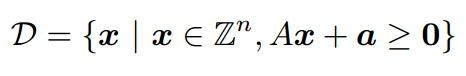 𝒟 = {𝒙 | 𝒙 ∈ ℤⁿ, A𝒙 + 𝒂 ≥ 𝟎}